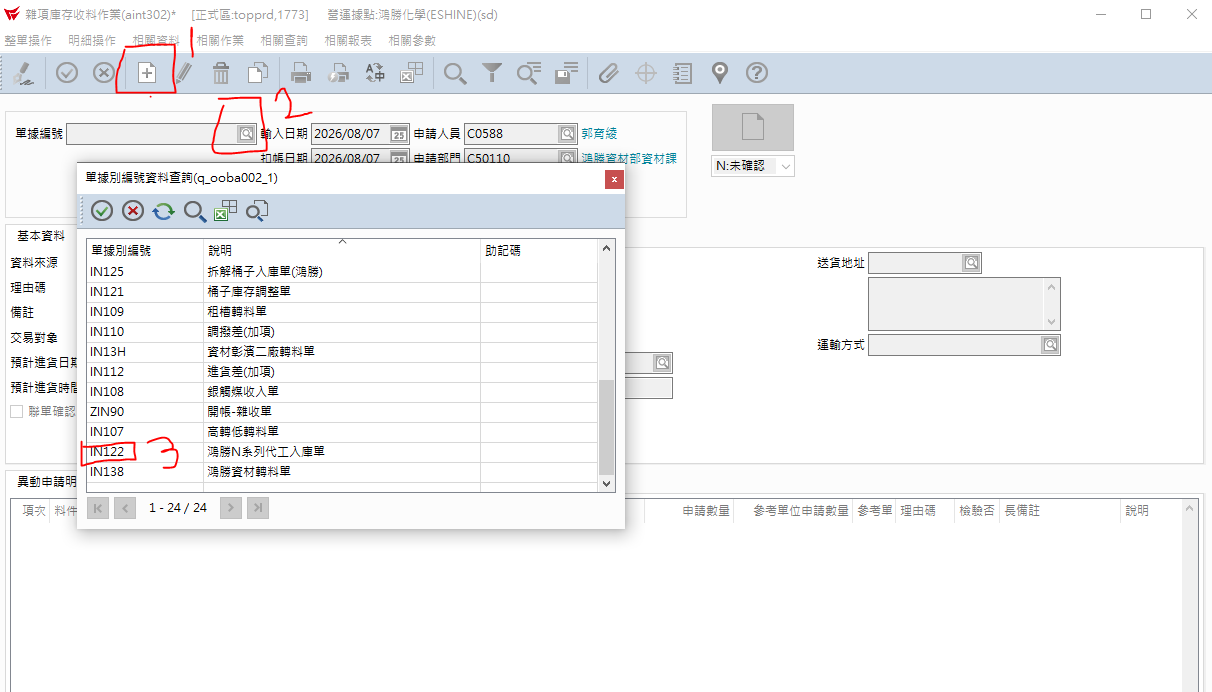 雜項庫存收料作業(aint302)* [正式區:topprd,1773] 營運據點:鴻勝化學(ESHINE)(sd)
整單操作 明細操作 相關資料 相關作業 相關查詢 相關報表 相關參數
1
2
單據編號 輸入日期 2026/08/07 25 申請人員 C0588 郭育綾
扣帳日期 2026/08/07 25 申請部門 C50110 鴻勝資材部資材課
N:未確認
單據別編號資料查詢(q_ooba002_1)
單據別編號 說明 助記碼
IN125 拆解桶子入庫單(鴻勝)
IN121 桶子庫存調整單
IN109 租槽轉料單
IN110 調撥差(加項)
IN13H 資材彰濱二廠轉料單
IN112 進貨差(加項)
IN108 銀觸媒收入單
ZIN90 開帳-雜收單
IN107 高轉低轉料單
IN122 鴻勝N系列代工入庫單
3
IN138 鴻勝資材轉料單
1 - 24 / 24
基本資料
資料來源
理由碼
備註
交易對象
預計進貨日期
預計進貨時間
聯單確認
送貨地址
運輸方式
異動申請明
項次 料件 申請數量 參考單位申請數量 參考單 理由碼 檢驗否 長備註 說明